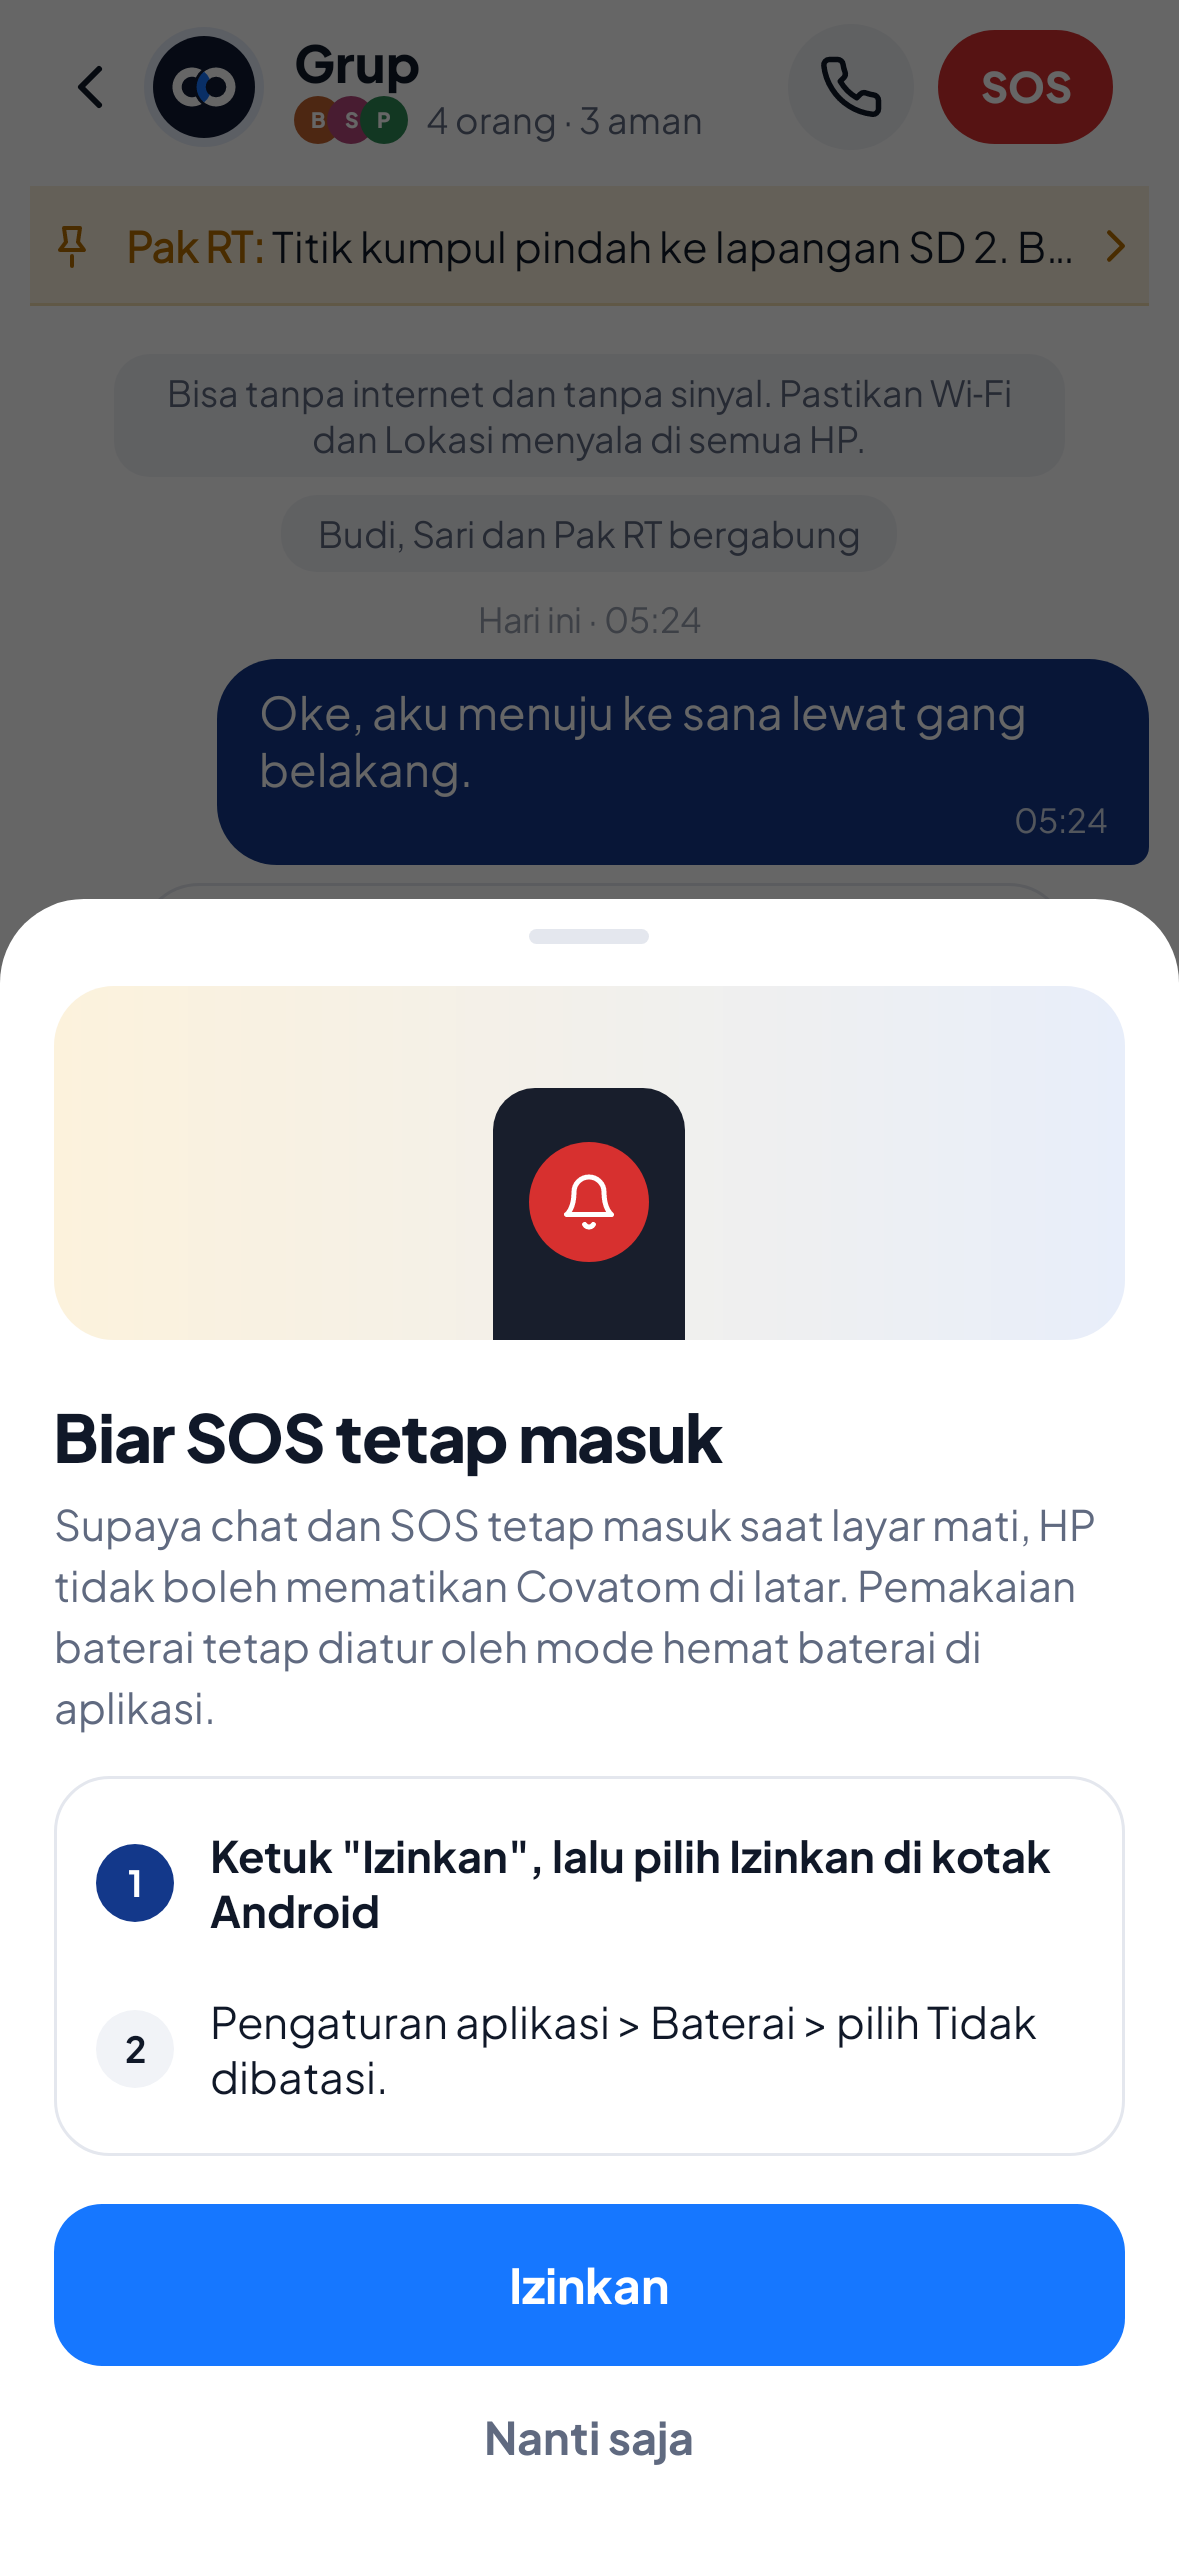 Grup
B S P 4 orang · 3 aman
SOS
Pak RT: Titik kumpul pindah ke lapangan SD 2. B...
Bisa tanpa internet dan tanpa sinyal. Pastikan Wi-Fi
dan Lokasi menyala di semua HP.
Budi, Sari dan Pak RT bergabung
Hari ini · 05:24
Oke, aku menuju ke sana lewat gang
belakang.
05:24
Biar SOS tetap masuk
Supaya chat dan SOS tetap masuk saat layar mati, HP
tidak boleh mematikan Covatom di latar. Pemakaian
baterai tetap diatur oleh mode hemat baterai di
aplikasi.
1 Ketuk "Izinkan", lalu pilih Izinkan di kotak
Android
2 Pengaturan aplikasi > Baterai > pilih Tidak
dibatasi.
Izinkan
Nanti saja